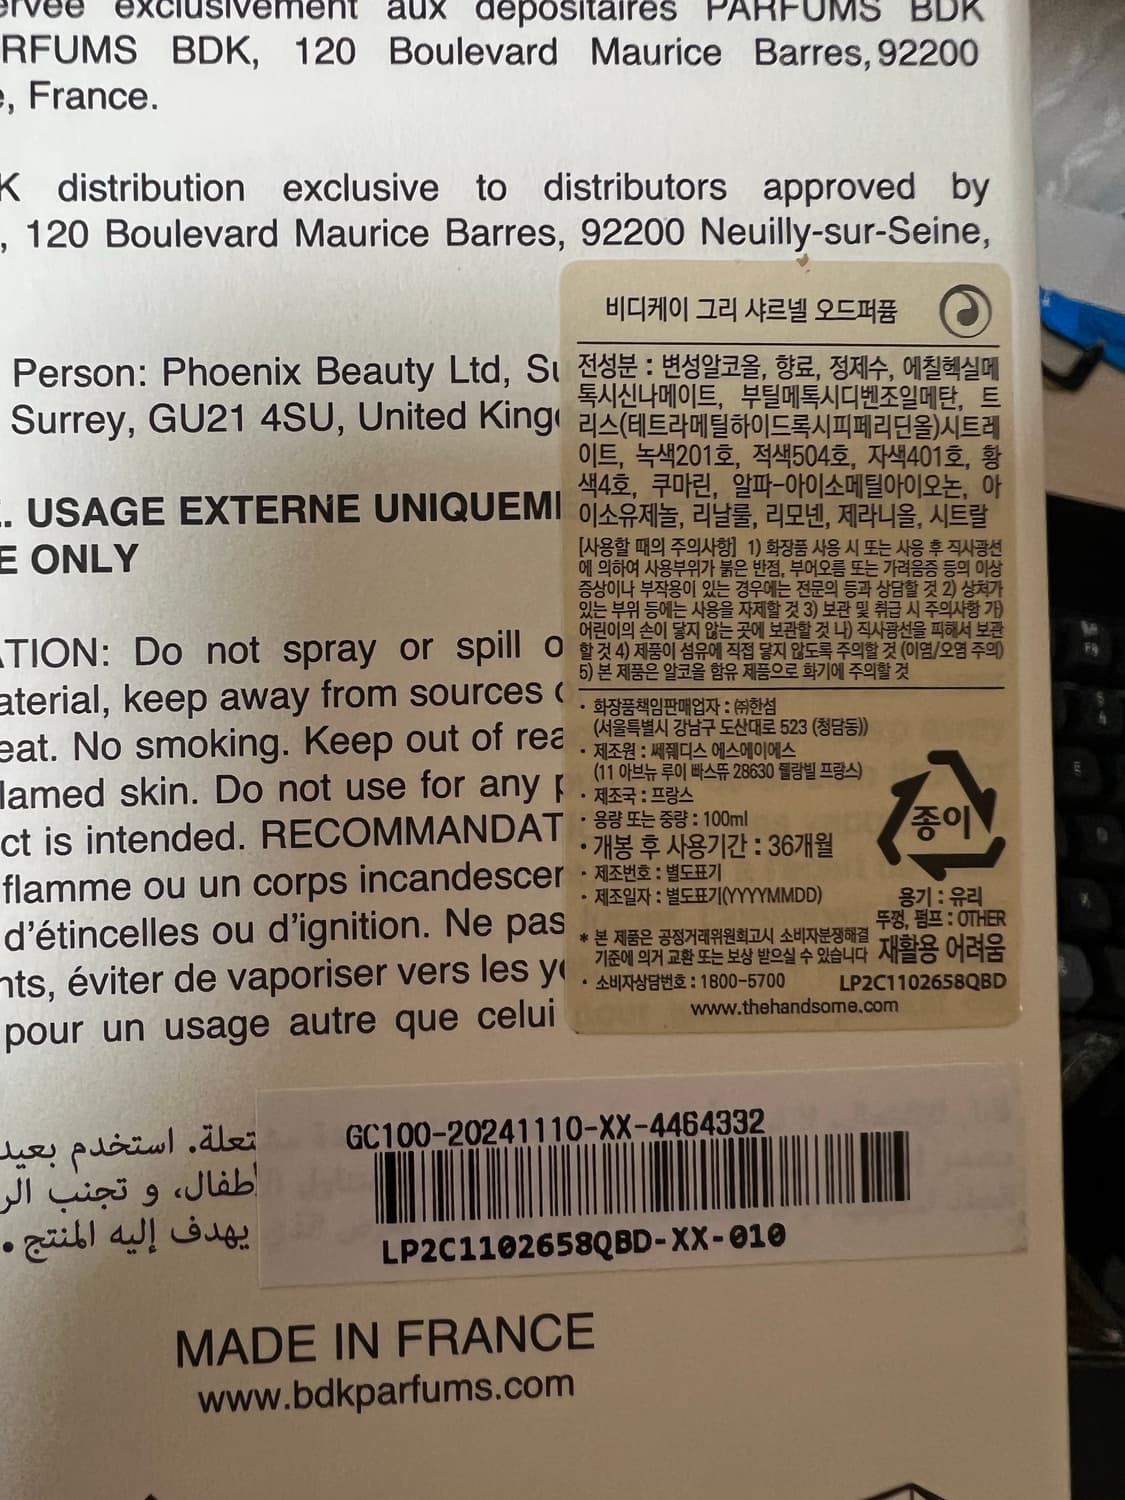 exclusivement aux dépositaires PARFUMS BDK
RFUMS BDK, 120 Boulevard Maurice Barres, 92200
, France.
K distribution exclusive to distributors approved by
, 120 Boulevard Maurice Barres, 92200 Neuilly-sur-Seine,
Person: Phoenix Beauty Ltd,
Surrey, GU21 4SU, United
. USAGE EXTERNE
E ONLY
ATION: Do not spray or spill
aterial, keep away from sources
eat. No smoking. Keep out of
lamed skin. Do not use for any
ct is intended. RECOMMANDAT
flamme ou un corps
d'étincelles ou d'ignition. Ne pas
nts, éviter de vaporiser vers les
pour un usage autre que celui
비디케이 그리 샤르넬 오드퍼퓸
전성분 : 변성알코올, 향료, 정제수, 에칠헥실메
톡시신나메이트, 부틸메톡시디벤조일메탄, 트
리스(테트라메틸하이드록시피페리딘올)시트레
이트, 녹색201호, 적색504호, 자색401호, 황
색4호, 쿠마린, 알파-아이소메틸아이오논, 아
이소유제놀, 리날룰, 리모넨, 제라니올, 시트랄
[사용할 때의 주의사항] 1) 화장품 사용 시 또는 사용 후 직사광선
에 의하여 사용부위가 붉은 반점, 부어오름 또는 가려움증 등의 이상
증상이나 부작용이 있는 경우에는 전문의 등과 상담할 것 2) 상처가
있는 부위 등에는 사용을 자제할 것 3) 보관 및 취급 시 주의사항 가)
어린이의 손이 닿지 않는 곳에 보관할 것 나) 직사광선을 피해서 보관
할 것 4) 제품이 섬유에 직접 닿지 않도록 주의할 것 (이염/오염 주의)
5) 본 제품은 알코올 함유 제품으로 화기에 주의할 것
· 화장품책임판매업자 : ㈜한섬
(서울특별시 강남구 도산대로 523 (청담동))
· 제조원 : 쎄쮀디스 에스에이에스
(11 아브뉴 루이 빠스뜌 28630 젤랑빌 프랑스)
· 제조국 : 프랑스
· 용량 또는 중량 : 100ml
· 개봉 후 사용기간 : 36개월
· 제조번호 : 별도표기
· 제조일자 : 별도표기(YYYYMMDD)
* 본 제품은 공정거래위원회고시 소비자분쟁해결
기준에 의거 교환 또는 보상 받으실 수 있습니다
· 소비자상담번호 : 1800-5700
종이
용기 : 유리
뚜껑, 펌프 : OTHER
재활용 어려움
LP2C1102658QBD
www.thehandsome.com
تعلة. استخدم بعيد
طفال، و تجنب الر
يهدف إليه المنتج.
GC100-20241110-XX-4464332
LP2C1102658QBD-XX-010
MADE IN FRANCE
www.bdkparfums.com